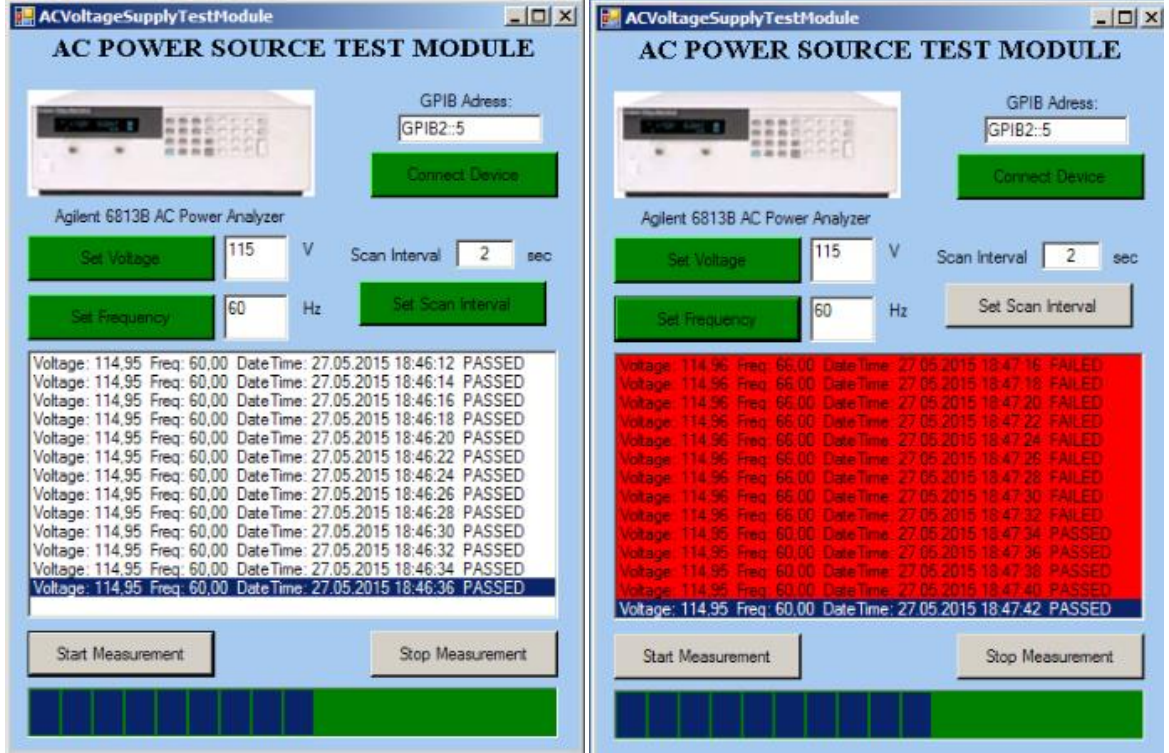 ACVoltageSupplyTestModule
AC POWER SOURCE TEST MODULE
GPIB Adress:
GPIB2::5
Connect Device
Agilent 6813B AC Power Analyzer
Set Voltage 115 V Scan Interval 2 sec
Set Frequency 60 Hz Set Scan Interval
Voltage: 114,95 Freq: 60,00 DateTime: 27.05.2015 18:46:12 PASSED
Voltage: 114,95 Freq: 60,00 DateTime: 27.05.2015 18:46:14 PASSED
Voltage: 114,95 Freq: 60,00 DateTime: 27.05.2015 18:46:16 PASSED
Voltage: 114,95 Freq: 60,00 DateTime: 27.05.2015 18:46:18 PASSED
Voltage: 114,95 Freq: 60,00 DateTime: 27.05.2015 18:46:20 PASSED
Voltage: 114,95 Freq: 60,00 DateTime: 27.05.2015 18:46:22 PASSED
Voltage: 114,95 Freq: 60,00 DateTime: 27.05.2015 18:46:24 PASSED
Voltage: 114,95 Freq: 60,00 DateTime: 27.05.2015 18:46:26 PASSED
Voltage: 114,95 Freq: 60,00 DateTime: 27.05.2015 18:46:28 PASSED
Voltage: 114,95 Freq: 60,00 DateTime: 27.05.2015 18:46:30 PASSED
Voltage: 114,95 Freq: 60,00 DateTime: 27.05.2015 18:46:32 PASSED
Voltage: 114,95 Freq: 60,00 DateTime: 27.05.2015 18:46:34 PASSED
Voltage: 114,95 Freq: 60,00 DateTime: 27.05.2015 18:46:36 PASSED
Start Measurement Stop Measurement
ACVoltageSupplyTestModule
AC POWER SOURCE TEST MODULE
GPIB Adress:
GPIB2::5
Connect Device
Agilent 6813B AC Power Analyzer
Set Voltage 115 V Scan Interval 2 sec
Set Frequency 60 Hz Set Scan Interval
Voltage: 114,96 Freq: 66,00 DateTime: 27.05.2015 18:47:16 FAILED
Voltage: 114,96 Freq: 66,00 DateTime: 27.05.2015 18:47:18 FAILED
Voltage: 114,96 Freq: 66,00 DateTime: 27.05.2015 18:47:20 FAILED
Voltage: 114,96 Freq: 66,00 DateTime: 27.05.2015 18:47:22 FAILED
Voltage: 114,96 Freq: 66,00 DateTime: 27.05.2015 18:47:24 FAILED
Voltage: 114,96 Freq: 66,00 DateTime: 27.05.2015 18:47:26 FAILED
Voltage: 114,96 Freq: 66,00 DateTime: 27.05.2015 18:47:28 FAILED
Voltage: 114,96 Freq: 66,00 DateTime: 27.05.2015 18:47:30 FAILED
Voltage: 114,96 Freq: 66,00 DateTime: 27.05.2015 18:47:32 FAILED
Voltage: 114,95 Freq: 60,00 DateTime: 27.05.2015 18:47:34 PASSED
Voltage: 114,95 Freq: 60,00 DateTime: 27.05.2015 18:47:36 PASSED
Voltage: 114,95 Freq: 60,00 DateTime: 27.05.2015 18:47:38 PASSED
Voltage: 114,95 Freq: 60,00 DateTime: 27.05.2015 18:47:40 PASSED
Voltage: 114,95 Freq: 60,00 DateTime: 27.05.2015 18:47:42 PASSED
Start Measurement Stop Measurement